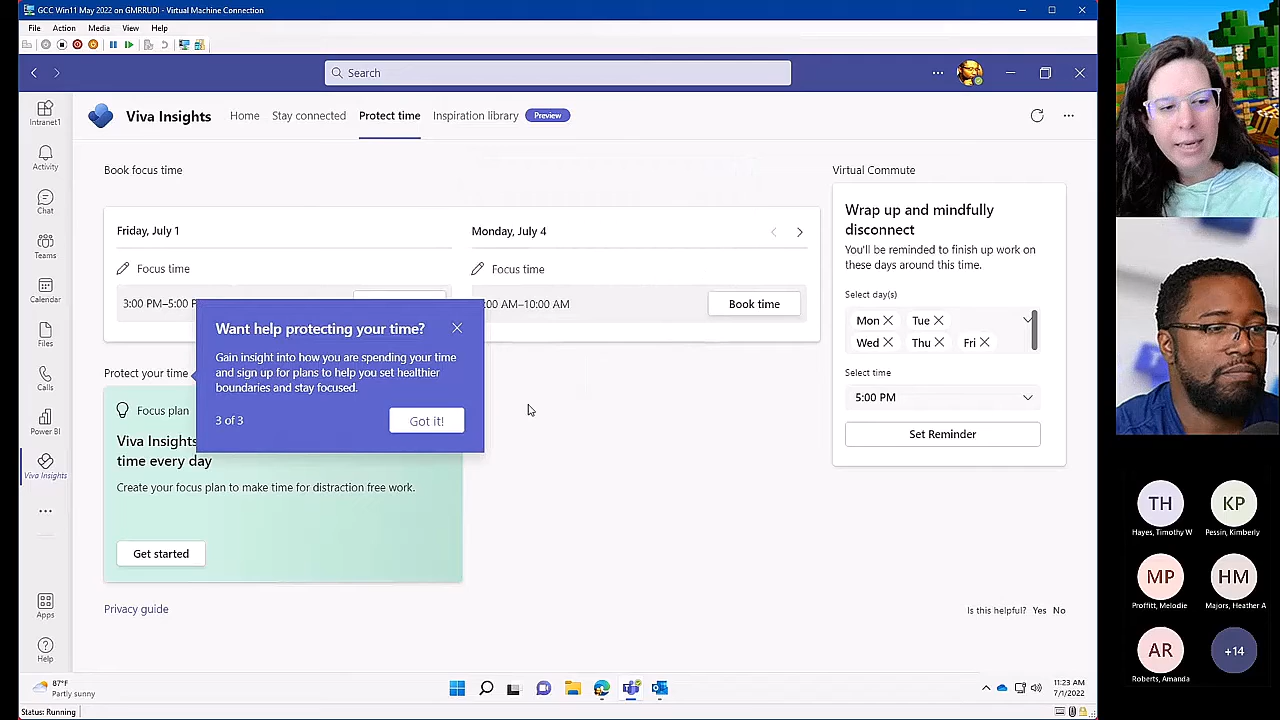 GCC Win11 May 2022 on GMRRUDI - Virtual Machine Connection
File Action Media View Help
Search
Viva Insights Home Stay connected Protect time Inspiration library Preview
Intranet1
Activity
Chat
Teams
Calendar
Files
Calls
Power BI
Viva Insights
Apps
Help
Book focus time
Friday, July 1
Focus time
3:00 PM–5:00 P
Monday, July 4
Focus time
:00 AM–10:00 AM
Book time
Want help protecting your time?
Gain insight into how you are spending your time
and sign up for plans to help you set healthier
boundaries and stay focused.
3 of 3
Got it!
Protect your time
Focus plan
Viva Insights
time every day
Create your focus plan to make time for distraction free work.
Get started
Privacy guide
Virtual Commute
Wrap up and mindfully
disconnect
You'll be reminded to finish up work on
these days around this time.
Select day(s)
Mon Tue
Wed Thu Fri
Select time
5:00 PM
Set Reminder
Is this helpful? Yes No
87°F
Partly sunny
11:23 AM
7/1/2022
Status: Running
TH KP
Hayes, Timothy W Pessin, Kimberly
MP HM
Proffitt, Melodie Majors, Heather A
AR +14
Roberts, Amanda